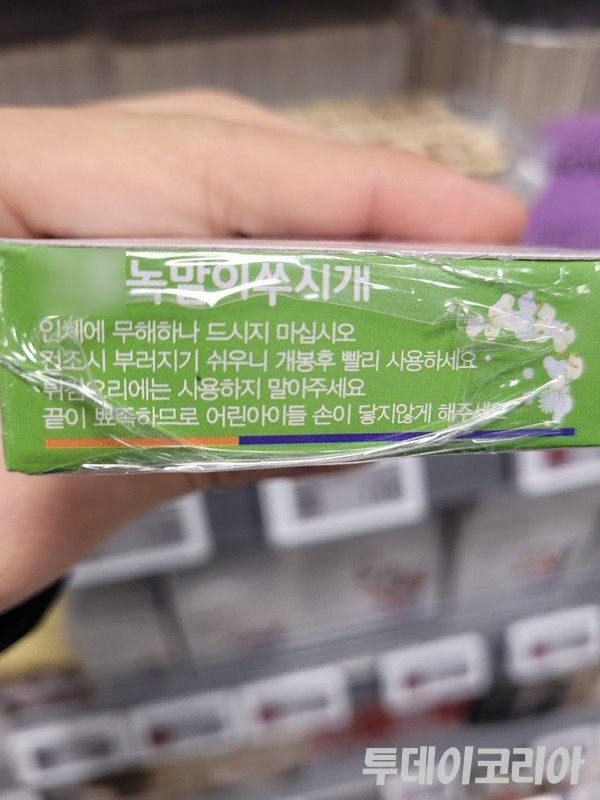 녹말이쑤시개
인체에 무해하나 드시지 마십시오
건조시 부러지기 쉬우니 개봉후 빨리 사용하세요
튀김요리에는 사용하지 말아주세요
끝이 뾰족하므로 어린아이들 손이 닿지않게 해주세요
투데이코리아